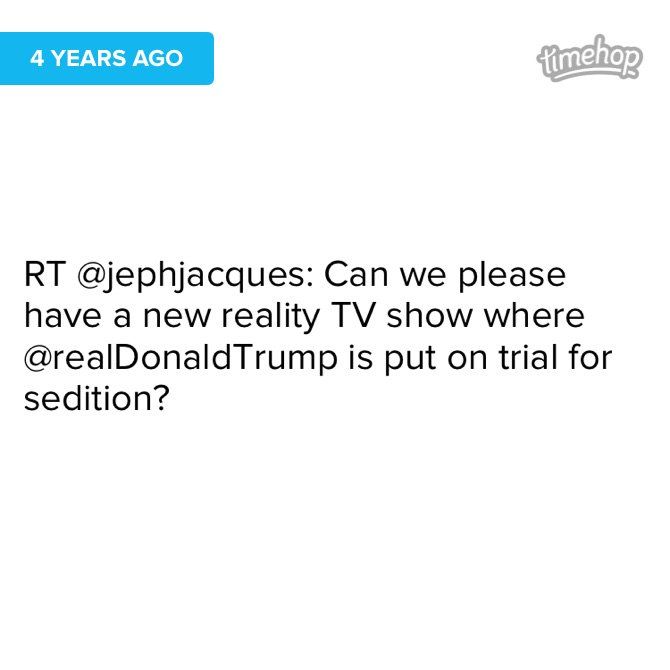 4 YEARS AGO
timehop
RT @jephjacques: Can we please
have a new reality TV show where
@realDonaldTrump is put on trial for
sedition?